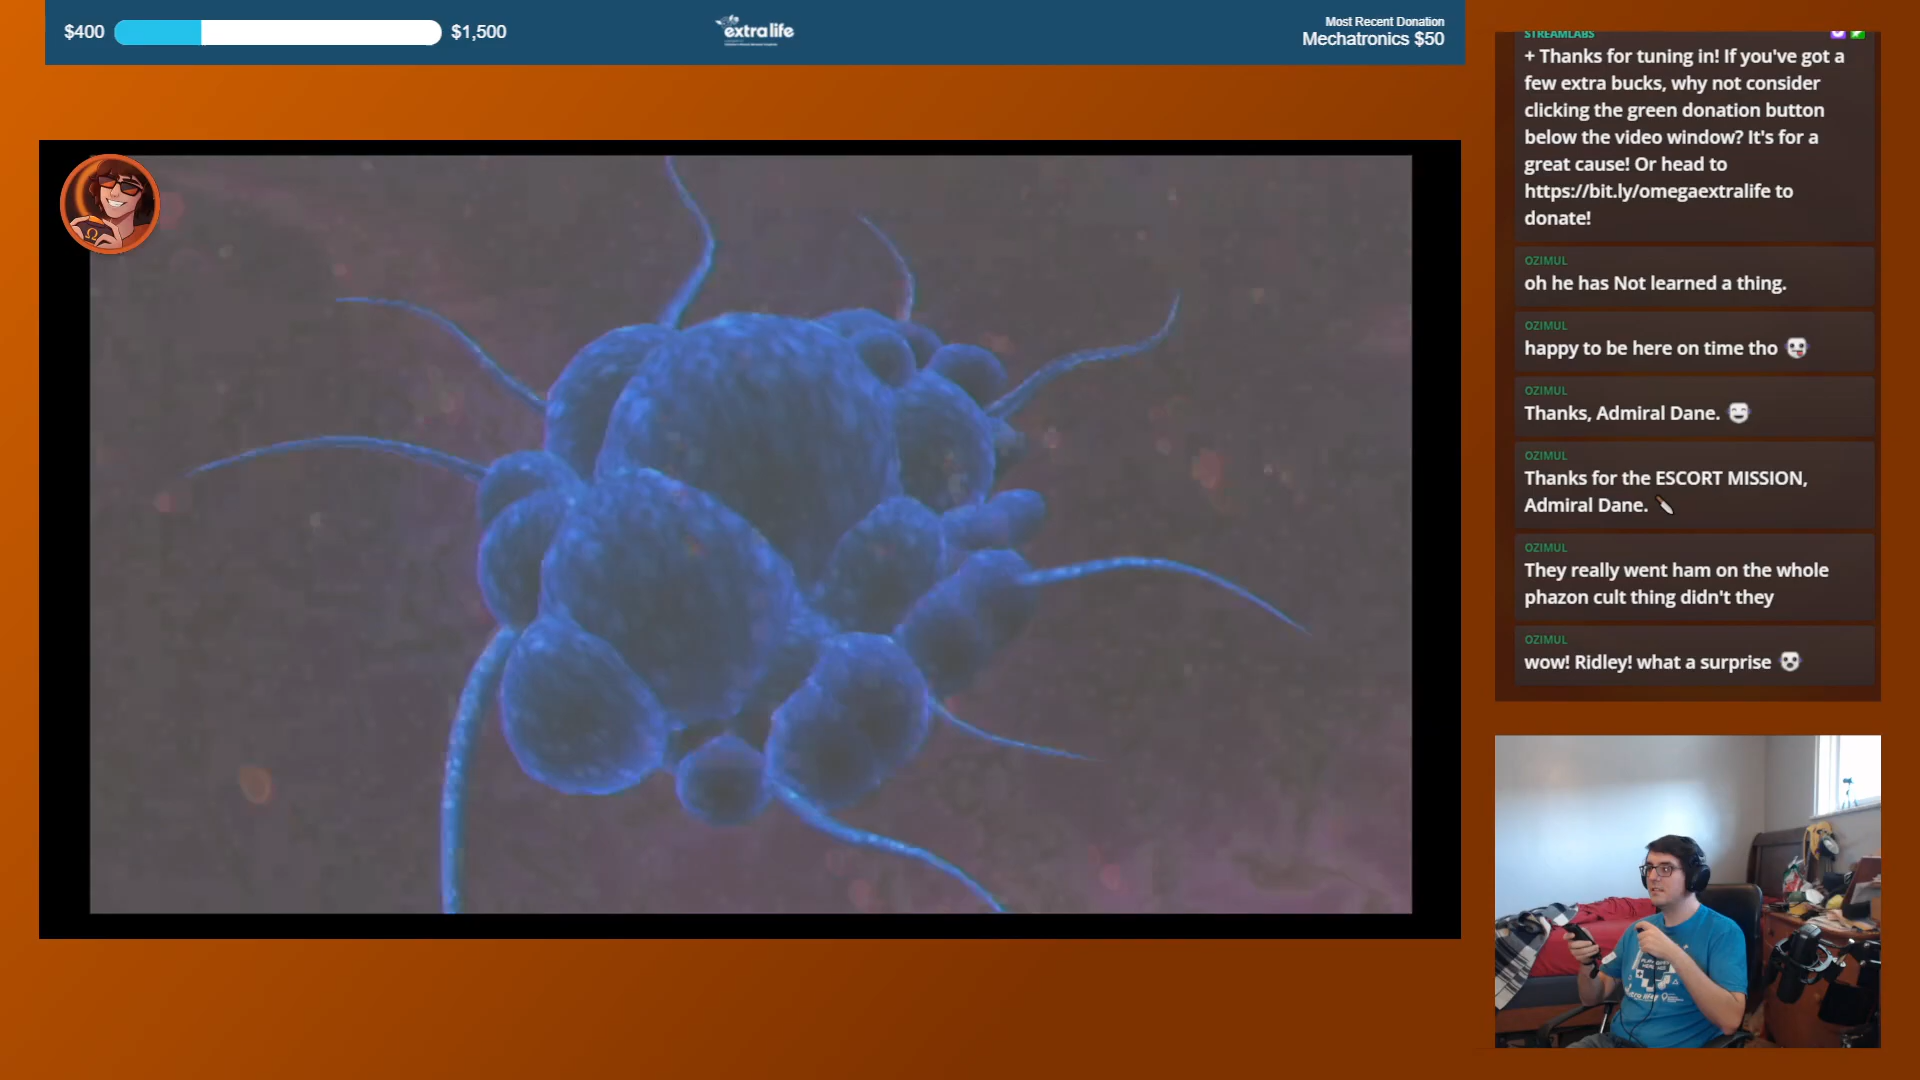 $400
$1,500
extra life
Most Recent Donation
Mechatronics $50
Ω
STREAMLABS
+ Thanks for tuning in! If you've got a
few extra bucks, why not consider
clicking the green donation button
below the video window? It's for a
great cause! Or head to
https://bit.ly/omegaextralife to
donate!
OZIMUL
oh he has Not learned a thing.
OZIMUL
happy to be here on time tho
OZIMUL
Thanks, Admiral Dane.
OZIMUL
Thanks for the ESCORT MISSION,
Admiral Dane.
OZIMUL
They really went ham on the whole
phazon cult thing didn't they
OZIMUL
wow! Ridley! what a surprise